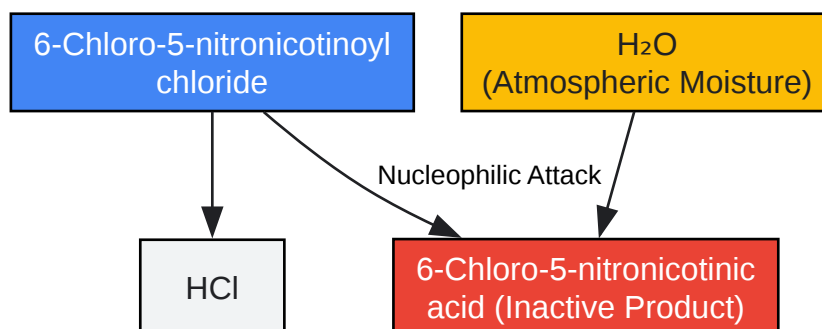 6-Chloro-5-nitronicotinoyl
chloride
H₂O
(Atmospheric Moisture)
Nucleophilic Attack
HCl
6-Chloro-5-nitronicotinic
acid (Inactive Product)